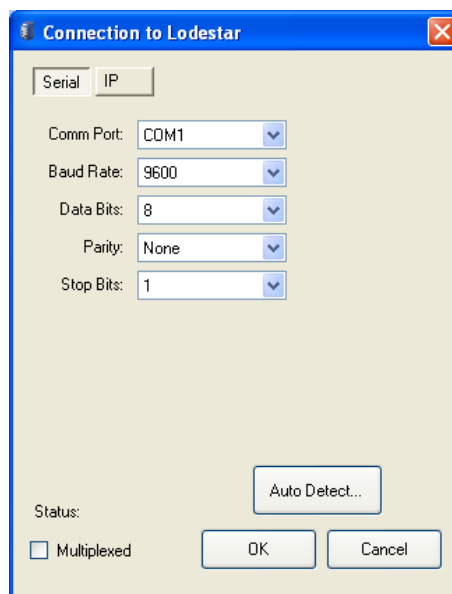 Connection to Lodestar
Serial IP
Comm Port: COM1
Baud Rate: 9600
Data Bits: 8
Parity: None
Stop Bits: 1
Auto Detect...
Status:
Multiplexed OK Cancel